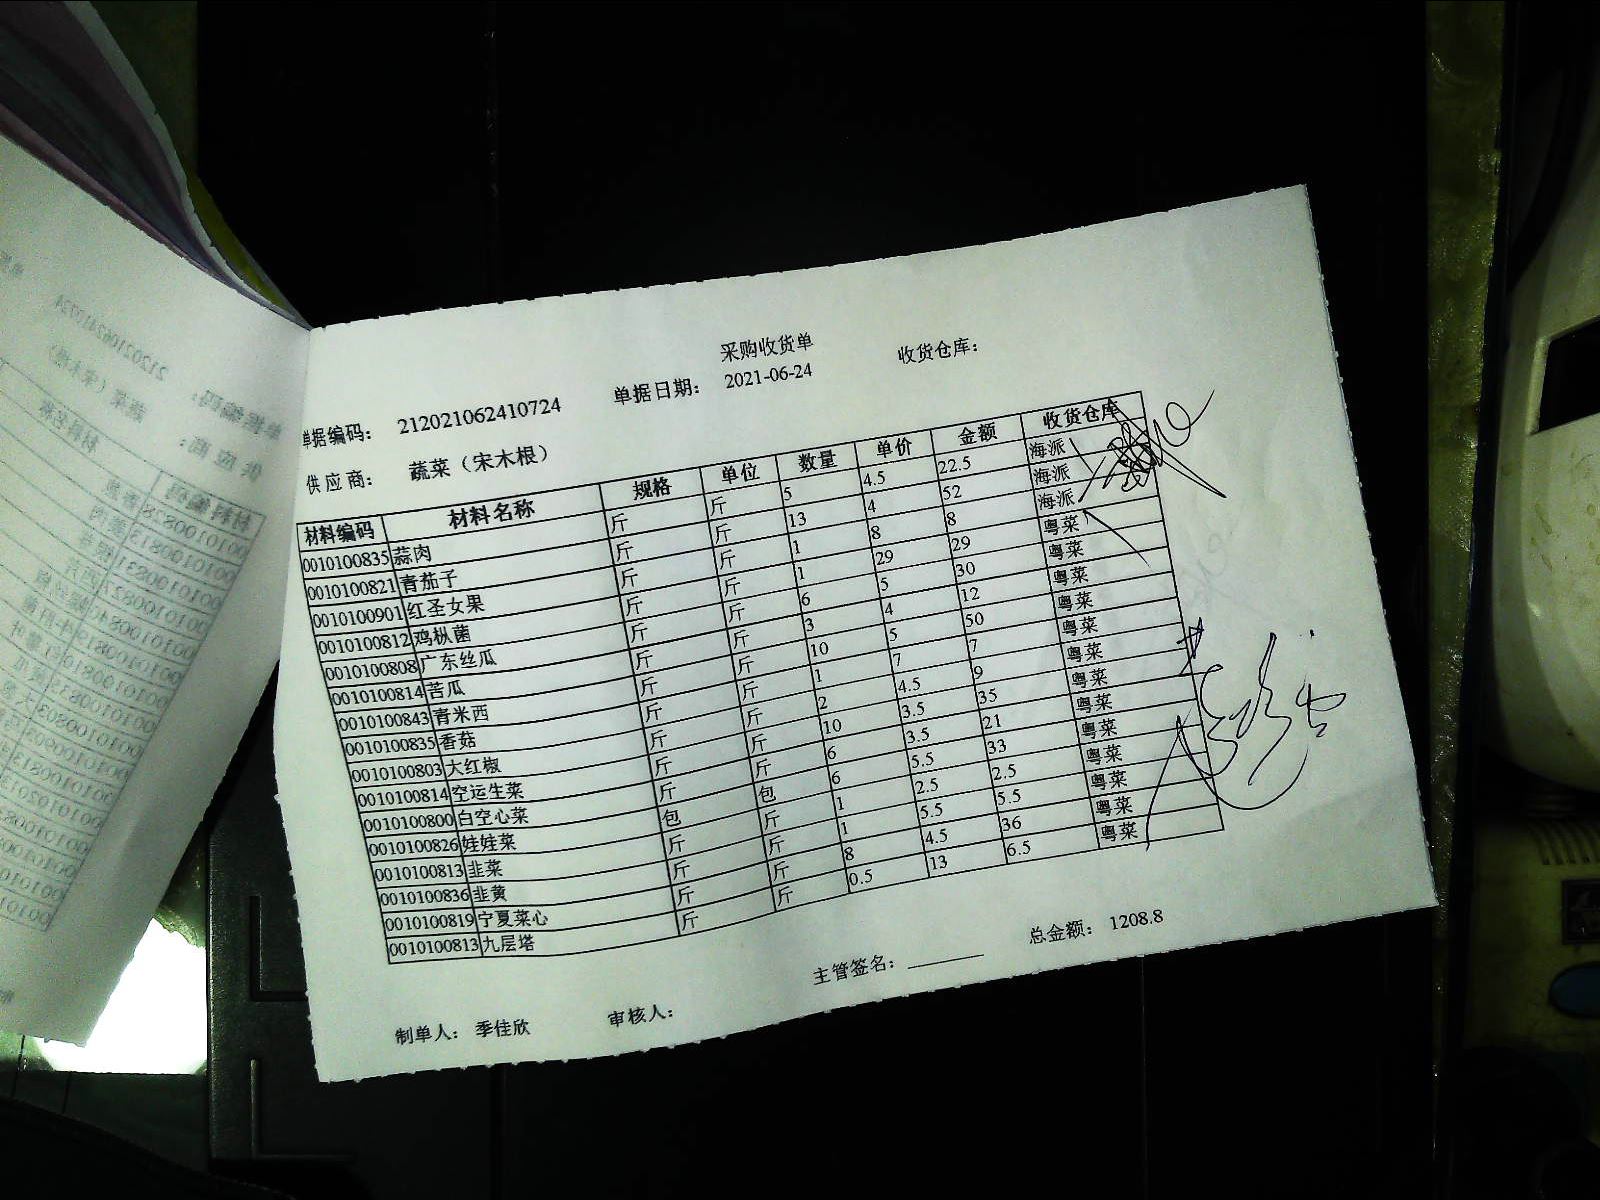 采购收货单
单据编码： 212021062410724 单据日期： 2021-06-24 收货仓库：
供应商： 蔬菜（宋木根）
材料编码 材料名称 规格 单位 数量 单价 金额 收货仓库
0010100835 蒜肉 斤 斤 5 4.5 22.5 海派
0010100821 青茄子 斤 斤 13 4 52 海派
0010100901 红圣女果 斤 斤 1 8 8 海派
0010100812 鸡枞菌 斤 斤 1 29 29 粤菜
0010100808 广东丝瓜 斤 斤 6 5 30 粤菜
0010100814 苦瓜 斤 斤 3 4 12 粤菜
0010100843 青米西 斤 斤 10 5 50 粤菜
0010100835 香菇 斤 斤 1 7 7 粤菜
0010100803 大红椒 斤 斤 2 4.5 9 粤菜
0010100814 空运生菜 斤 斤 10 3.5 35 粤菜
0010100800 白空心菜 斤 斤 6 3.5 21 粤菜
0010100826 娃娃菜 包 包 6 5.5 33 粤菜
0010100813 韭菜 斤 斤 1 2.5 2.5 粤菜
0010100836 韭黄 斤 斤 1 5.5 5.5 粤菜
0010100819 宁夏菜心 斤 斤 8 4.5 36 粤菜
0010100813 九层塔 斤 斤 0.5 13 6.5 粤菜
总金额： 1208.8
制单人： 季佳欣 审核人： 主管签名：